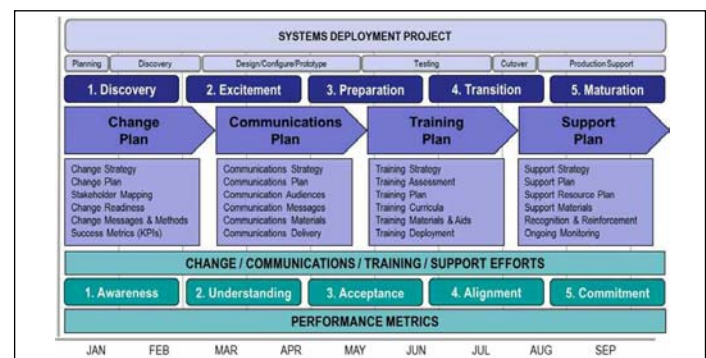 SYSTEMS DEPLOYMENT PROJECT
Planning Discovery Design/Configure/Prototype Testing Cutover Production Support
1. Discovery 2. Excitement 3. Preparation 4. Transition 5. Maturation
Change Plan
Communications Plan
Training Plan
Support Plan
Change Strategy
Change Plan
Stakeholder Mapping
Change Readiness
Change Messages & Methods
Success Metrics (KPIs)
Communications Strategy
Communications Plan
Communication Audiences
Communication Messages
Communications Materials
Communications Delivery
Training Strategy
Training Assessment
Training Plan
Training Curricula
Training Materials & Aids
Training Deployment
Support Strategy
Support Plan
Support Resource Plan
Support Materials
Recognition & Reinforcement
Ongoing Monitoring
CHANGE / COMMUNICATIONS / TRAINING / SUPPORT EFFORTS
1. Awareness 2. Understanding 3. Acceptance 4. Alignment 5. Commitment
PERFORMANCE METRICS
JAN FEB MAR APR MAY JUN JUL AUG SEP